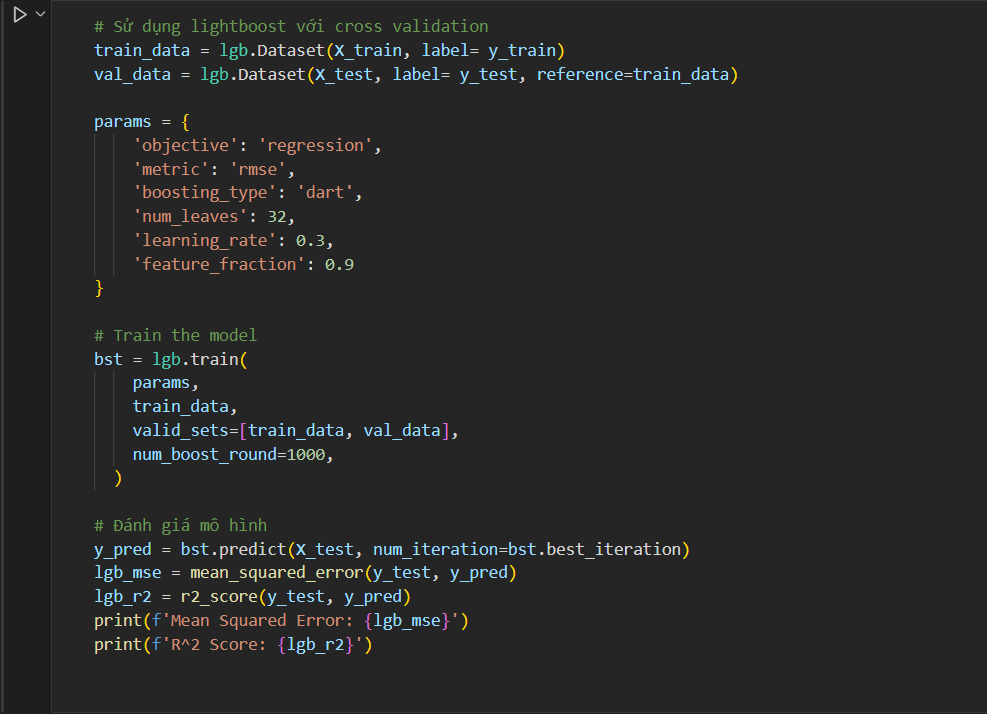 # Sử dụng lightboost với cross validation
train_data = lgb.Dataset(X_train, label= y_train)
val_data = lgb.Dataset(X_test, label= y_test, reference=train_data)
params = {
'objective': 'regression',
'metric': 'rmse',
'boosting_type': 'dart',
'num_leaves': 32,
'learning_rate': 0.3,
'feature_fraction': 0.9
}
# Train the model
bst = lgb.train(
params,
train_data,
valid_sets=[train_data, val_data],
num_boost_round=1000,
)
# Đánh giá mô hình
y_pred = bst.predict(X_test, num_iteration=bst.best_iteration)
lgb_mse = mean_squared_error(y_test, y_pred)
lgb_r2 = r2_score(y_test, y_pred)
print(f'Mean Squared Error: {lgb_mse}')
print(f'R^2 Score: {lgb_r2}')